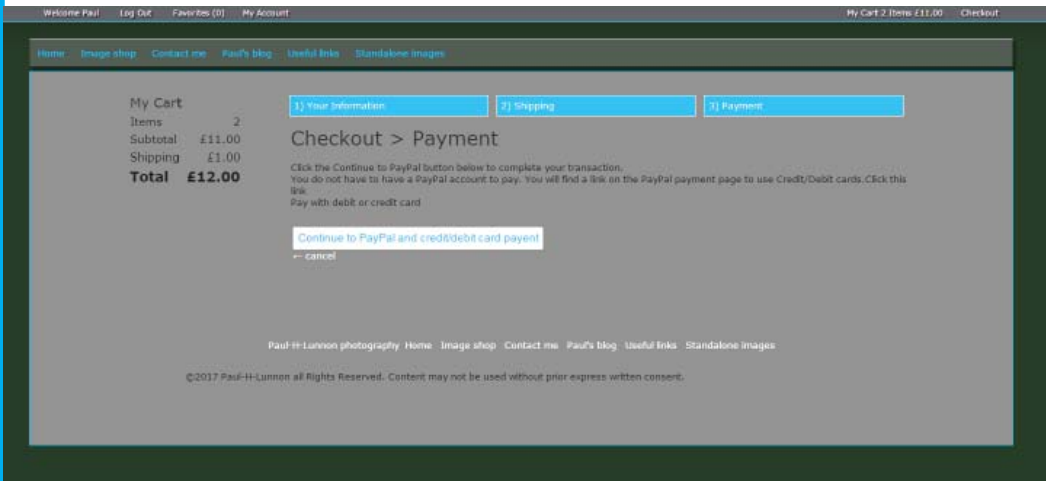 Welcome Paul Log Out Favorites (0) My Account My Cart 2 Items £11.00 Checkout
Home Image shop Contact me Paul's blog Useful links Standalone images
My Cart
Items 2
Subtotal £11.00
Shipping £1.00
Total £12.00
1) Your Information 2) Shipping 3) Payment
Checkout > Payment
Click the Continue to PayPal button below to complete your transaction.
You do not have to have a PayPal account to pay. You will find a link on the PayPal payment page to use Credit/Debit cards.Click this
link
Pay with debit or credit card
Continue to PayPal and credit/debit card payent
← cancel
Paul-H-Lunnon photography Home Image shop Contact me Paul's blog Useful links Standalone images
©2017 Paul-H-Lunnon all Rights Reserved. Content may not be used without prior express written consent.